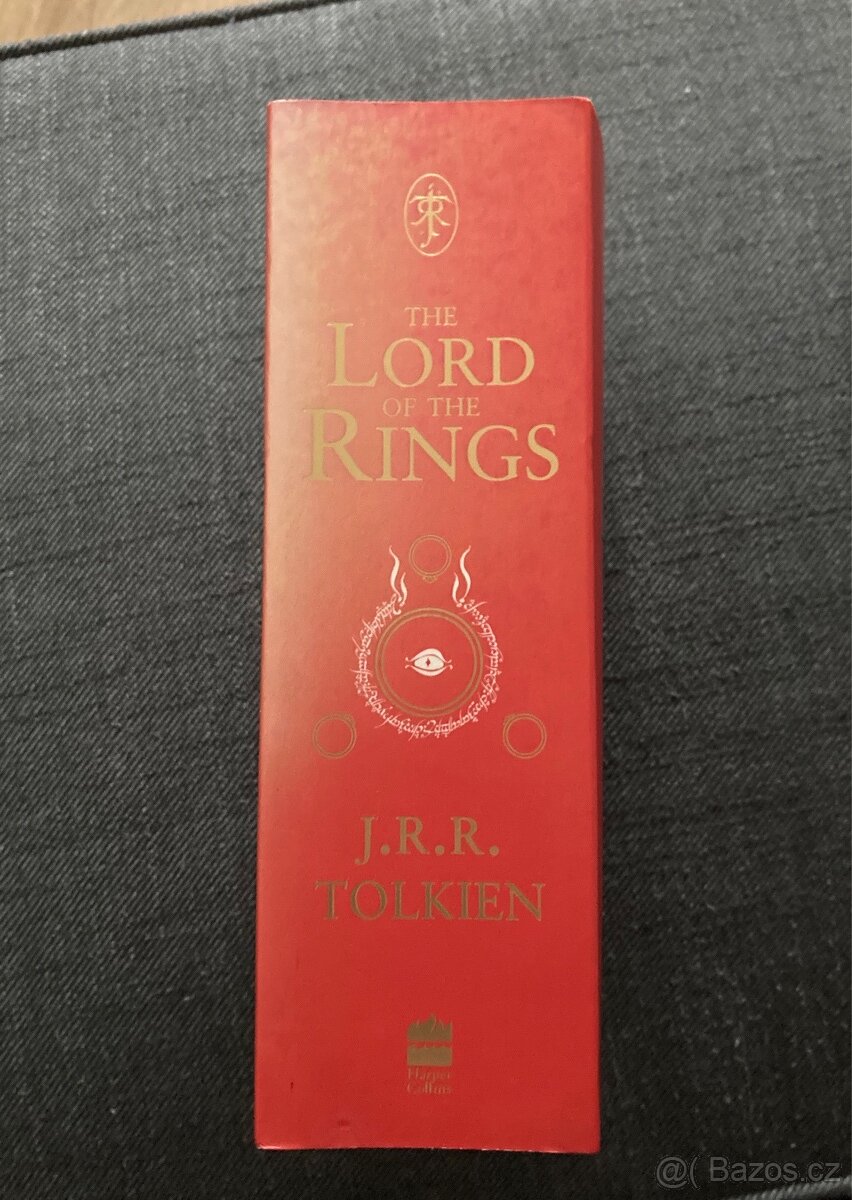 THE
LORD
OF THE
RINGS
J.R.R.
TOLKIEN
Harper
Collins
@( Bazos.cz